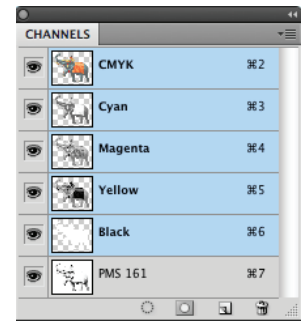 CHANNELS
CMYK ⌘2
Cyan ⌘3
Magenta ⌘4
Yellow ⌘5
Black ⌘6
PMS 161 ⌘7